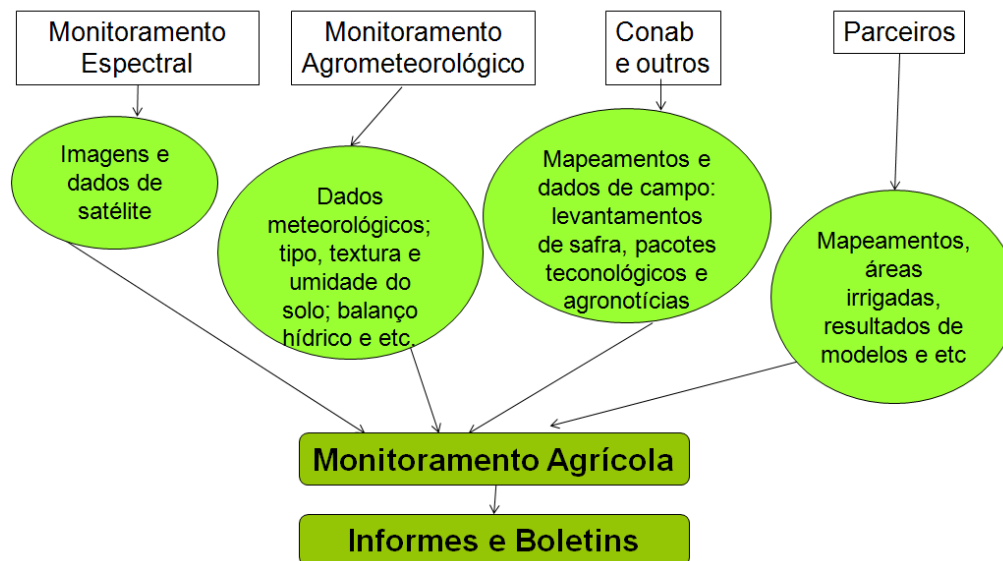 Monitoramento
Espectral
Monitoramento
Agrometeorológico
Conab
e outros
Parceiros
Imagens e
dados de
satélite
Dados
meteorológicos;
tipo, textura e
umidade do
solo; balanço
hídrico e etc.
Mapeamentos e
dados de campo:
levantamentos
de safra, pacotes
teconológicos e
agronotícias
Mapeamentos,
áreas
irrigadas,
resultados de
modelos e etc
Monitoramento Agrícola
Informes e Boletins